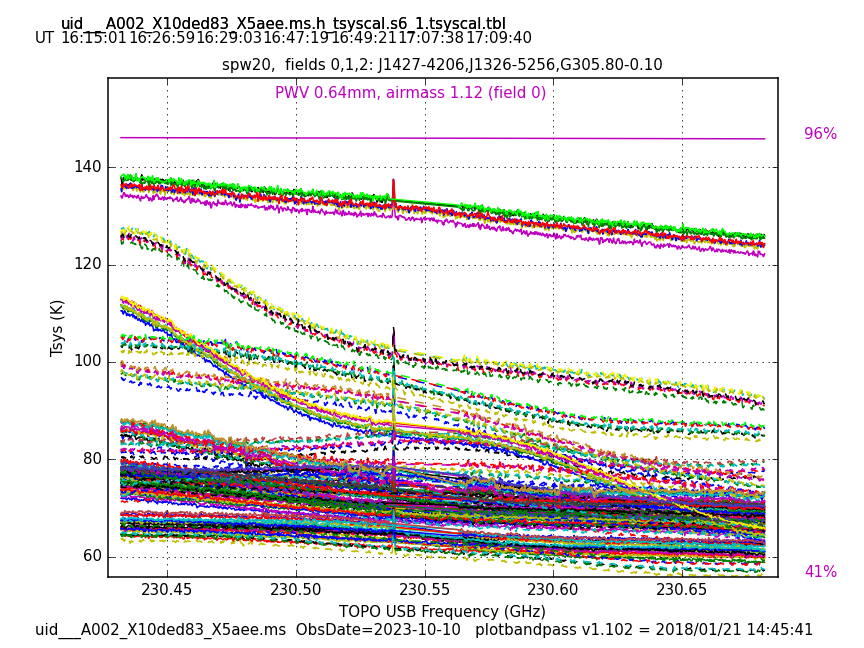 uid___A002_X10ded83_X5aee.ms.h_tsyscal.s6_1.tsyscal.tbl
UT 16:15:01 16:26:59 16:29:03 16:47:19 16:49:21 17:07:38 17:09:40
spw20,  fields 0,1,2: J1427-4206,J1326-5256,G305.80-0.10
PWV 0.64mm, airmass 1.12 (field 0)
96%
140
120
100
80
60
Tsys (K)
41%
230.45 230.50 230.55 230.60 230.65
TOPO USB Frequency (GHz)
uid___A002_X10ded83_X5aee.ms  ObsDate=2023-10-10   plotbandpass v1.102 = 2018/01/21 14:45:41